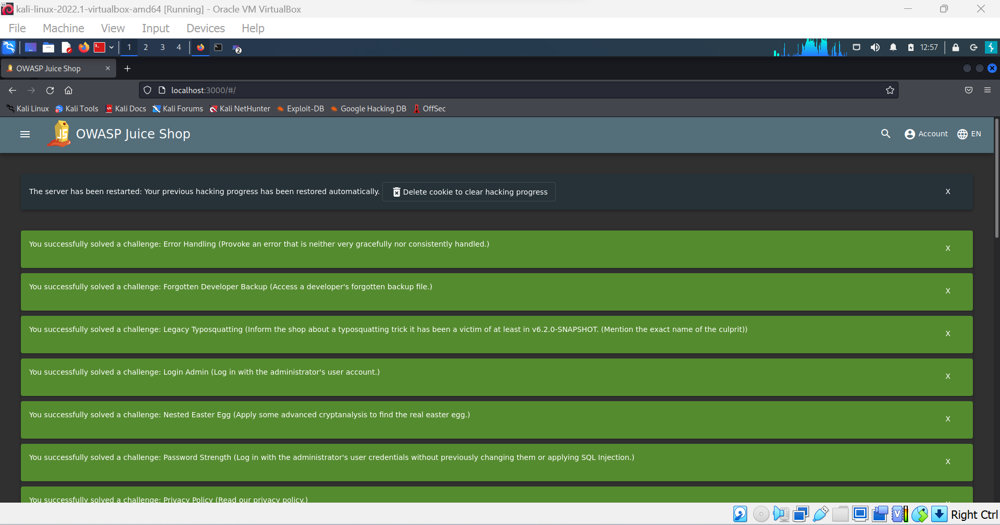 kali-linux-2022.1-virtualbox-amd64 [Running] - Oracle VM VirtualBox
File Machine View Input Devices Help
1 2 3 4 2 12:57
OWASP Juice Shop
localhost:3000/#/
Kali Linux Kali Tools Kali Docs Kali Forums Kali NetHunter Exploit-DB Google Hacking DB OffSec
JS OWASP Juice Shop Account EN
The server has been restarted: Your previous hacking progress has been restored automatically. Delete cookie to clear hacking progress X
You successfully solved a challenge: Error Handling (Provoke an error that is neither very gracefully nor consistently handled.) X
You successfully solved a challenge: Forgotten Developer Backup (Access a developer's forgotten backup file.) X
You successfully solved a challenge: Legacy Typosquatting (Inform the shop about a typosquatting trick it has been a victim of at least in v6.2.0-SNAPSHOT. (Mention the exact name of the culprit)) X
You successfully solved a challenge: Login Admin (Log in with the administrator's user account.) X
You successfully solved a challenge: Nested Easter Egg (Apply some advanced cryptanalysis to find the real easter egg.) X
You successfully solved a challenge: Password Strength (Log in with the administrator's user credentials without previously changing them or applying SQL Injection.) X
You successfully solved a challenge: Privacy Policy (Read our privacy policy.)
Right Ctrl